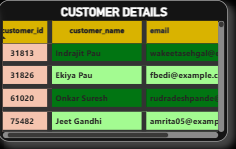 CUSTOMER DETAILS
customer_id customer_name email
31813 Indrajit Pau wakeetasehgal@
31826 Ekiya Pau fbedi@example.c
61020 Onkar Suresh rudradeshpande
75482 Jeet Gandhi amrita05@examp